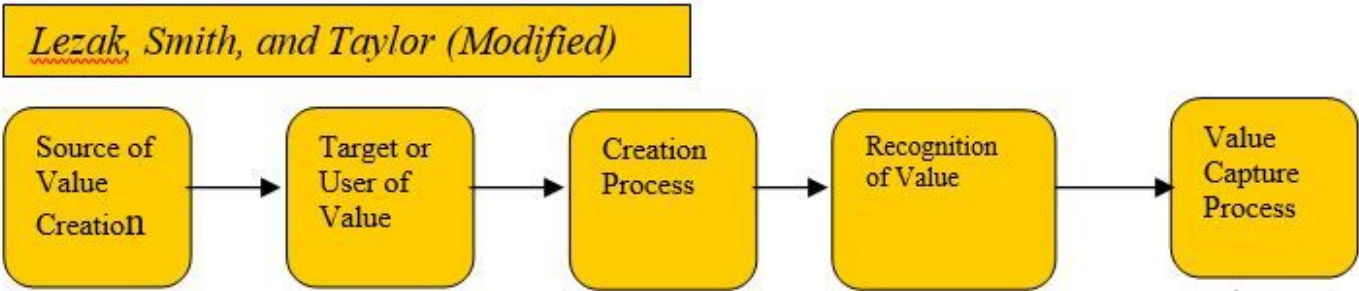 Lezak, Smith, and Taylor (Modified)
Source of
Value
Creation
Target or
User of
Value
Creation
Process
Recognition
of Value
Value
Capture
Process